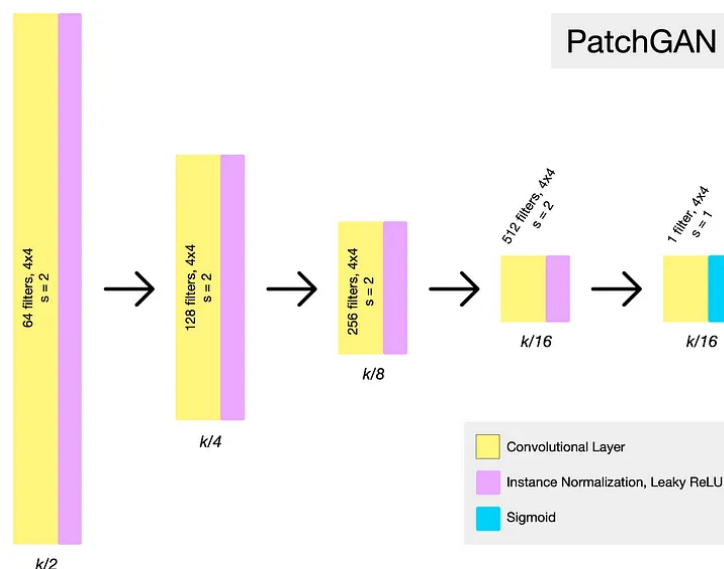 PatchGAN
64 filters, 4x4
s = 2
k/2
128 filters, 4x4
s = 2
k/4
256 filters, 4x4
s = 2
k/8
512 filters, 4x4
s = 2
k/16
1 filter, 4x4
s = 1
k/16
Convolutional Layer
Instance Normalization, Leaky ReLU
Sigmoid